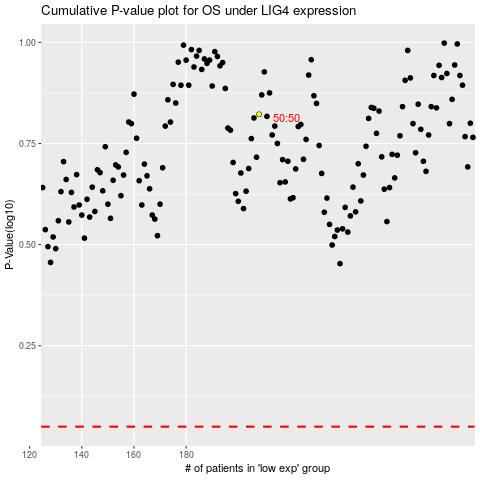 Cumulative P-value plot for OS under LIG4 expression
P-Value(log10)
1.00
0.75
0.50
0.25
50:50
120 140 160 180
# of patients in 'low exp' group